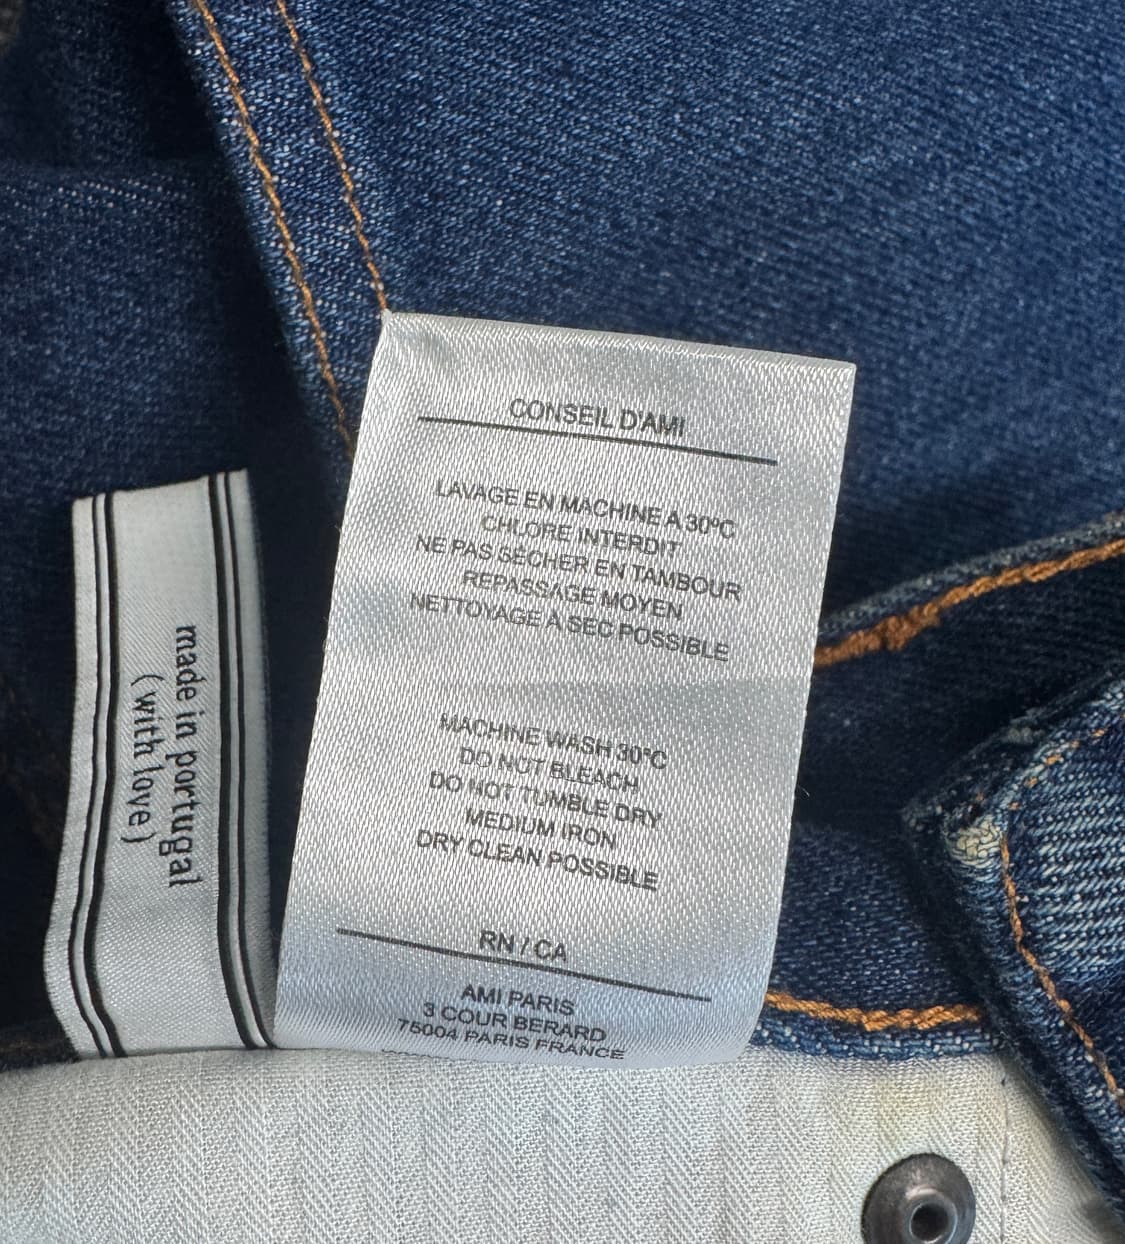 made in portugal
(with love)
CONSEIL D'AMI
LAVAGE EN MACHINE A 30°C
CHLORE INTERDIT
NE PAS SÉCHER EN TAMBOUR
REPASSAGE MOYEN
NETTOYAGE À SEC POSSIBLE
MACHINE WASH 30°C
DO NOT BLEACH
DO NOT TUMBLE DRY
MEDIUM IRON
DRY CLEAN POSSIBLE
RN / CA
AMI PARIS
3 COUR BERARD
75004 PARIS FRANCE